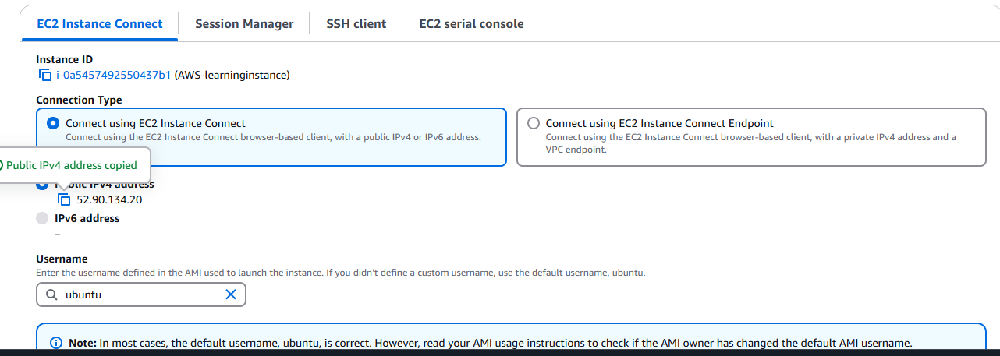 EC2 Instance Connect
Session Manager
SSH client
EC2 serial console
Instance ID
i-0a5457492550437b1 (AWS-learninginstance)
Connection Type
Connect using EC2 Instance Connect
Connect using the EC2 Instance Connect browser-based client, with a public IPv4 or IPv6 address.
Connect using EC2 Instance Connect Endpoint
Connect using the EC2 Instance Connect browser-based client, with a private IPv4 address and a
VPC endpoint.
Public IPv4 address copied
Public IPv4 address
52.90.134.20
IPv6 address
–
Username
Enter the username defined in the AMI used to launch the instance. If you didn't define a custom username, use the default username, ubuntu.
ubuntu
Note: In most cases, the default username, ubuntu, is correct. However, read your AMI usage instructions to check if the AMI owner has changed the default AMI username.